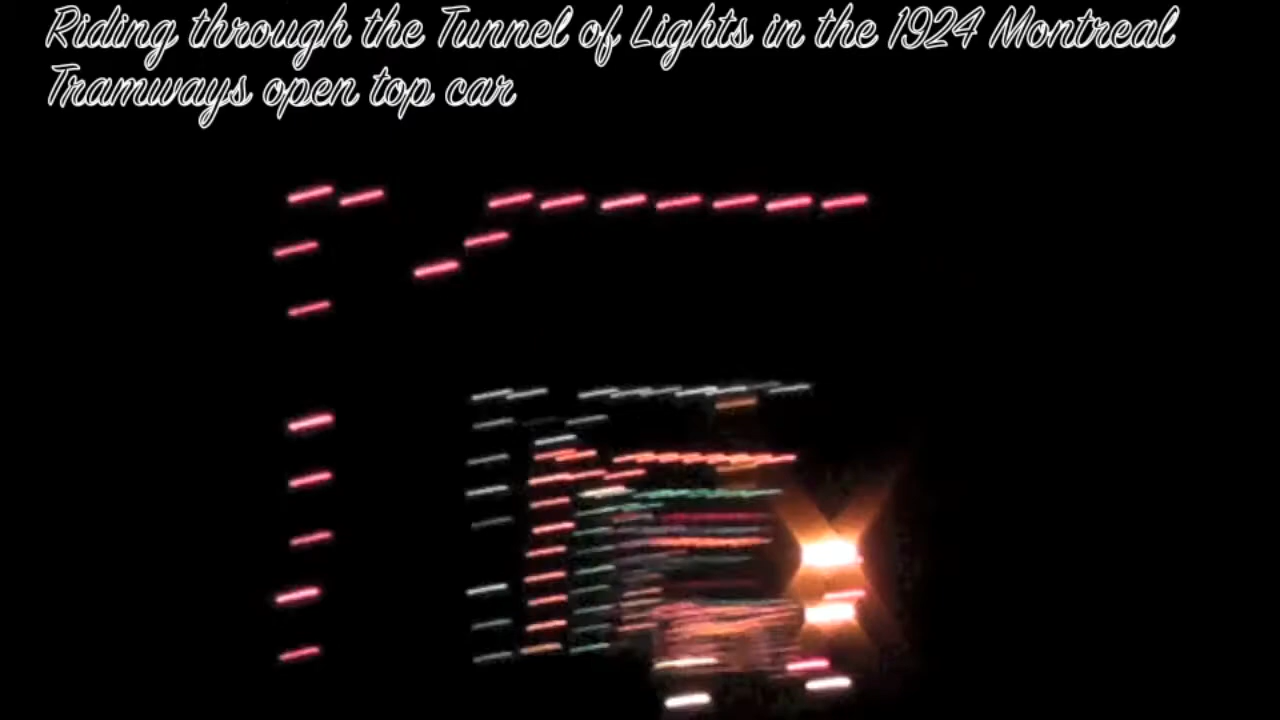 Riding through the Tunnel of Lights in the 1924 Montreal
Tramways open top car